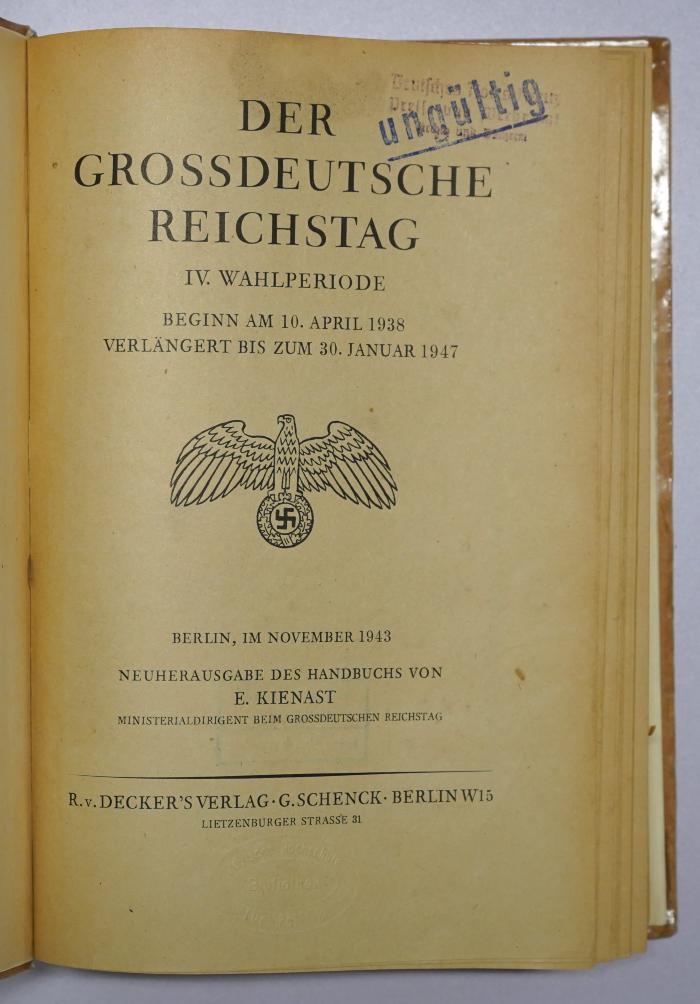 ungültig
DER
GROSSDEUTSCHE
REICHSTAG
IV. WAHLPERIODE
BEGINN AM 10. APRIL 1938
VERLÄNGERT BIS ZUM 30. JANUAR 1947
BERLIN, IM NOVEMBER 1943
NEUHERAUSGABE DES HANDBUCHS VON
E. KIENAST
MINISTERIALDIRIGENT BEIM GROSSDEUTSCHEN REICHSTAG
R.v. DECKER'S VERLAG · G. SCHENCK · BERLIN W15
LIETZENBURGER STRASSE 31